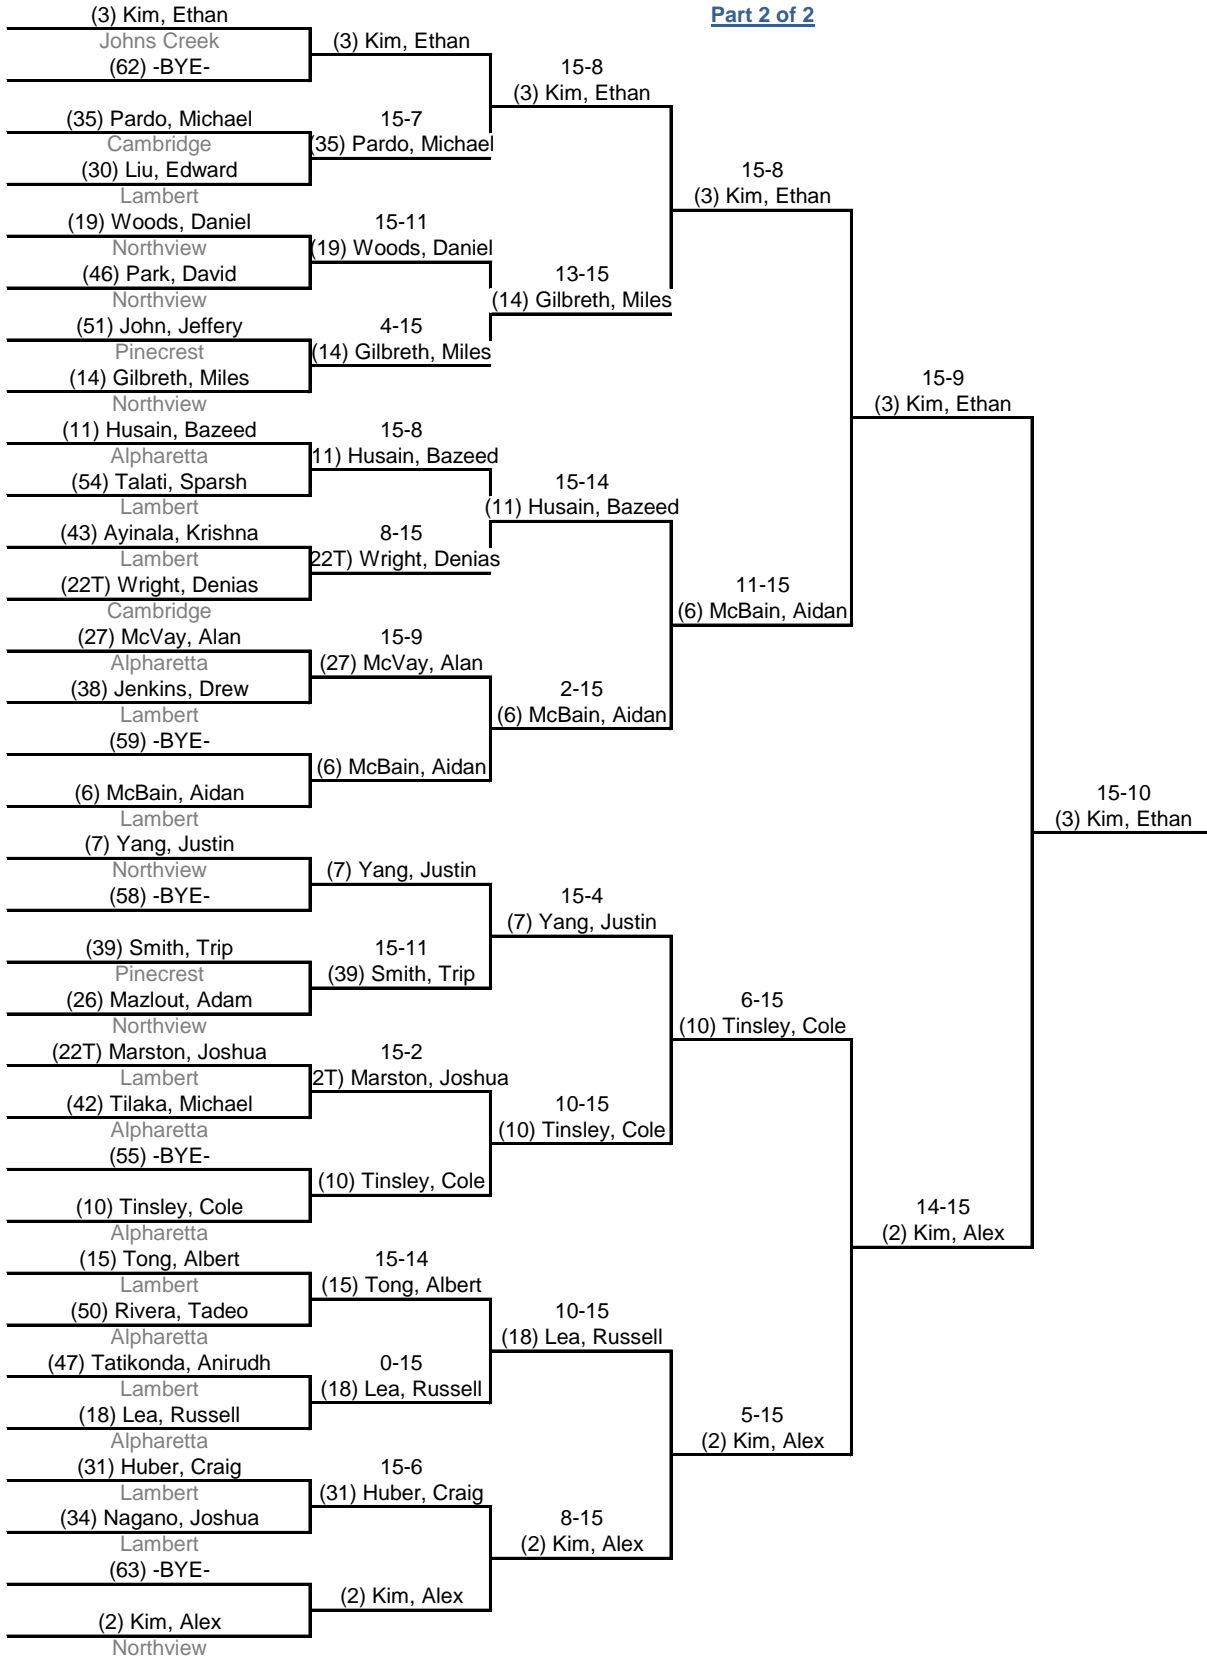 (3) Kim, Ethan
Part 2 of 2
Johns Creek
(3) Kim, Ethan
(62) -BYE-
15-8
(3) Kim, Ethan
(35) Pardo, Michael
15-7
Cambridge
(35) Pardo, Michael
(30) Liu, Edward
15-8
Lambert
(3) Kim, Ethan
(19) Woods, Daniel
15-11
Northview
(19) Woods, Daniel
(46) Park, David
13-15
Northview
(14) Gilbreth, Miles
(51) John, Jeffery
4-15
Pinecrest
(14) Gilbreth, Miles
(14) Gilbreth, Miles
15-9
Northview
(3) Kim, Ethan
(11) Husain, Bazeed
15-8
Alpharetta
11) Husain, Bazeed
(54) Talati, Sparsh
15-14
Lambert
(11) Husain, Bazeed
(43) Ayinala, Krishna
8-15
Lambert
22T) Wright, Denias
(22T) Wright, Denias
11-15
Cambridge
(6) McBain, Aidan
(27) McVay, Alan
15-9
Alpharetta
(27) McVay, Alan
(38) Jenkins, Drew
2-15
Lambert
(6) McBain, Aidan
(59) -BYE-
(6) McBain, Aidan
(6) McBain, Aidan
15-10
Lambert
(3) Kim, Ethan
(7) Yang, Justin
Northview
(7) Yang, Justin
(58) -BYE-
15-4
(7) Yang, Justin
(39) Smith, Trip
15-11
Pinecrest
(39) Smith, Trip
(26) Mazlout, Adam
6-15
Northview
(10) Tinsley, Cole
(22T) Marston, Joshua
15-2
Lambert
2T) Marston, Joshua
(42) Tilaka, Michael
10-15
Alpharetta
(10) Tinsley, Cole
(55) -BYE-
(10) Tinsley, Cole
(10) Tinsley, Cole
14-15
Alpharetta
(2) Kim, Alex
(15) Tong, Albert
15-14
Lambert
(15) Tong, Albert
(50) Rivera, Tadeo
10-15
Alpharetta
(18) Lea, Russell
(47) Tatikonda, Anirudh
0-15
Lambert
(18) Lea, Russell
(18) Lea, Russell
5-15
Alpharetta
(2) Kim, Alex
(31) Huber, Craig
15-6
Lambert
(31) Huber, Craig
(34) Nagano, Joshua
8-15
Lambert
(2) Kim, Alex
(63) -BYE-
(2) Kim, Alex
(2) Kim, Alex
Northview